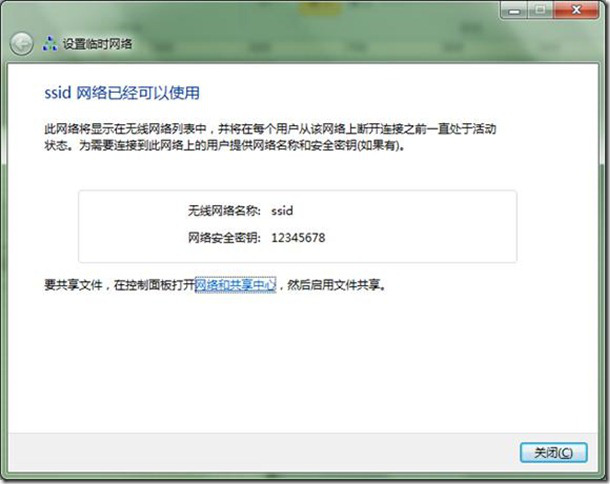 设置临时网络
ssid 网络已经可以使用
此网络将显示在无线网络列表中，并将在每个用户从该网络上断开连接之前一直处于活动
状态。为需要连接到此网络上的用户提供网络名称和安全密钥(如果有)。
无线网络名称: ssid
网络安全密钥: 12345678
要共享文件，在控制面板打开网络和共享中心，然后启用文件共享。
关闭(C)